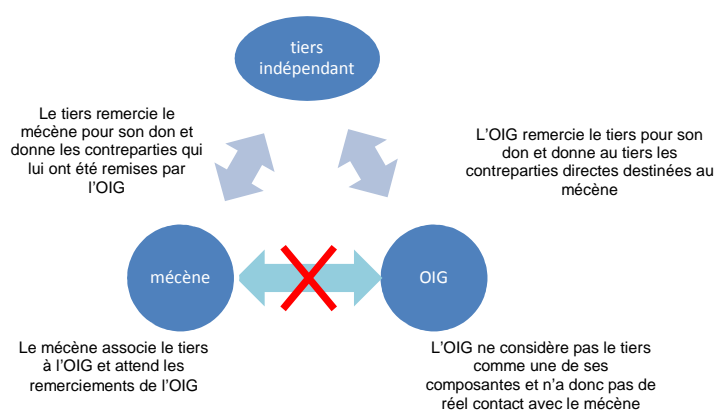 tiers
indépendant
Le tiers remercie le
mécène pour son don et
donne les contreparties qui
lui ont été remises par
l'OIG
L'OIG remercie le tiers pour son
don et donne au tiers les
contreparties directes destinées au
mécène
mécène
OIG
Le mécène associe le tiers
à l'OIG et attend les
remerciements de l'OIG
L'OIG ne considère pas le tiers
comme une de ses
composantes et n'a donc pas de
réel contact avec le mécène